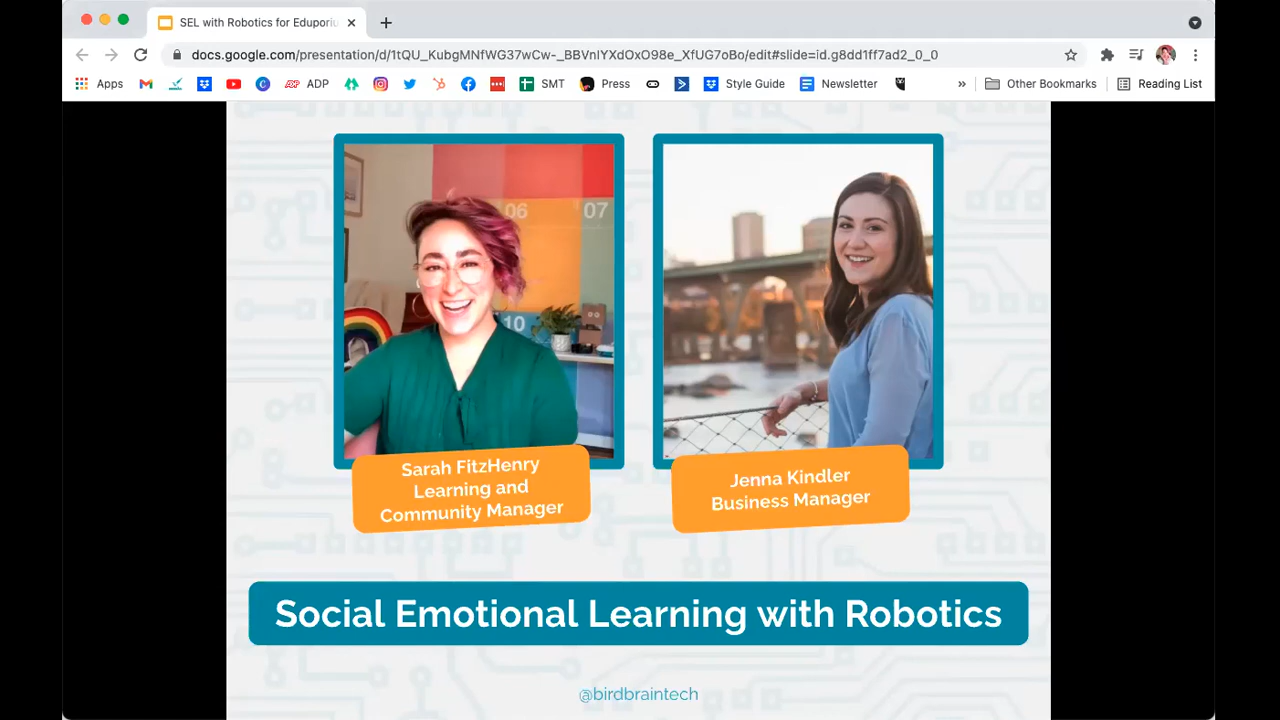 SEL with Robotics for Eduporiu
docs.google.com/presentation/d/1tQU_KubgMNfWG37wCw-_BBVnIYXdOxO98e_XfUG7oBo/edit#slide=id.g8dd1ff7ad2_0_0
Apps ADP SMT Press Style Guide Newsletter » Other Bookmarks Reading List
06 07
10
Sarah FitzHenry
Learning and
Community Manager
Jenna Kindler
Business Manager
Social Emotional Learning with Robotics
@birdbraintech